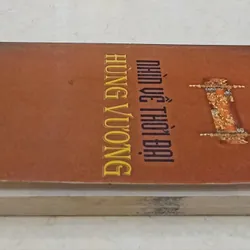 NHÌN VỀ THỜI ĐẠI
HÙNG VƯƠNG